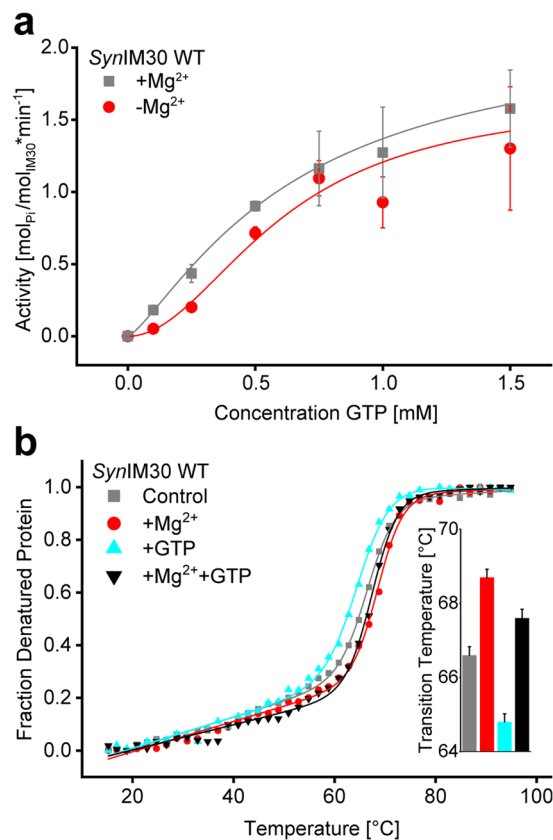 a
SynIM30 WT
+Mg²⁺
-Mg²⁺
Activity [mol_Pi/mol_IM30*min⁻¹]
2.0
1.5
1.0
0.5
0.0
0.0 0.5 1.0 1.5
Concentration GTP [mM]
b
SynIM30 WT
Control
+Mg²⁺
+GTP
+Mg²⁺+GTP
Fraction Denatured Protein
1.0
0.8
0.6
0.4
0.2
0.0
20 40 60 80 100
Temperature [°C]
Transition Temperature [°C]
70
68
66
64